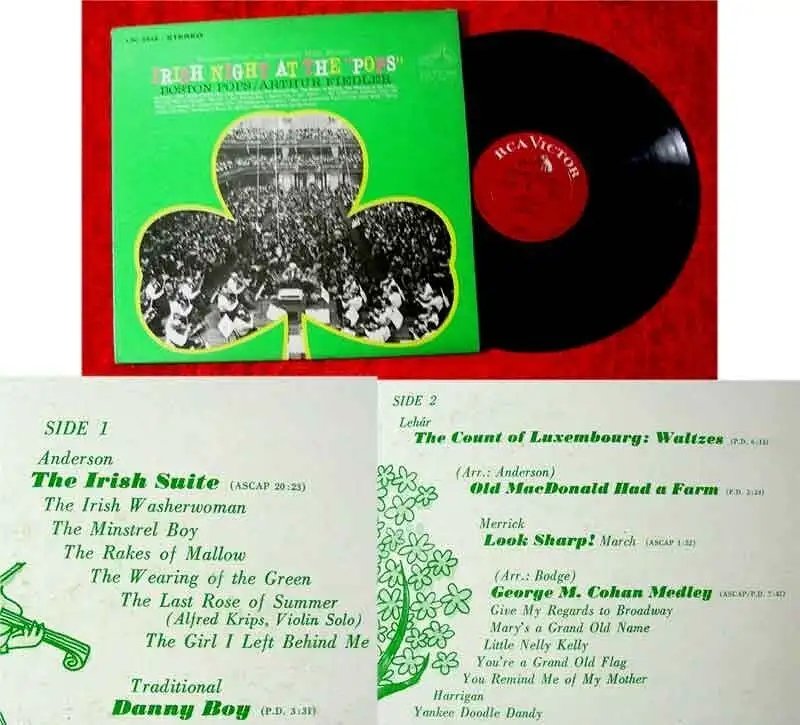 STEREO
IRISH NIGHT AT THE "POPS"
BOSTON POPS/ARTHUR FIEDLER
RCA VICTOR
SIDE 1
Anderson
The Irish Suite (ASCAP 20:23)
The Irish Washerwoman
The Minstrel Boy
The Rakes of Mallow
The Wearing of the Green
The Last Rose of Summer
(Alfred Krips, Violin Solo)
The Girl I Left Behind Me
Traditional
Danny Boy (P.D. 3:31)
SIDE 2
Lehár
The Count of Luxembourg: Waltzes (P.D.
(Arr.: Anderson)
Old MacDonald Had a Farm (P.D.
Merrick
Look Sharp! March (ASCAP
(Arr.: Bodge)
George M. Cohan Medley (ASCAP/P.D.
Give My Regards to Broadway
Mary's a Grand Old Name
Little Nelly Kelly
You're a Grand Old Flag
You Remind Me of My Mother
Harrigan
Yankee Doodle Dandy